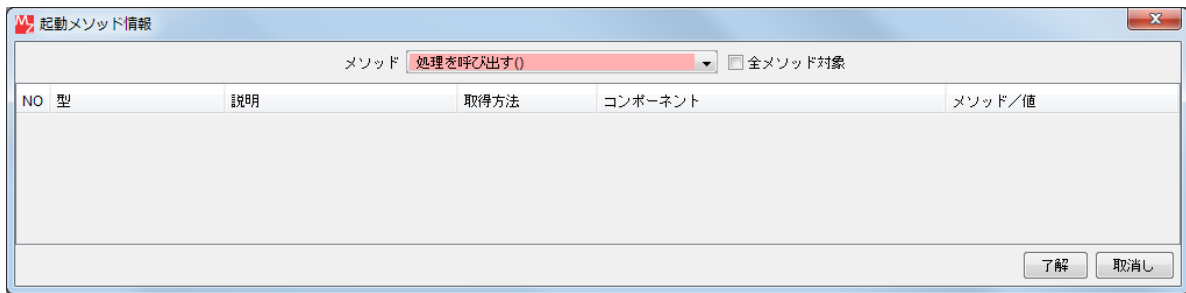 起動メソッド情報
メソッド 処理を呼び出す() 全メソッド対象
NO 型 説明 取得方法 コンポーネント メソッド／値
了解 取消し